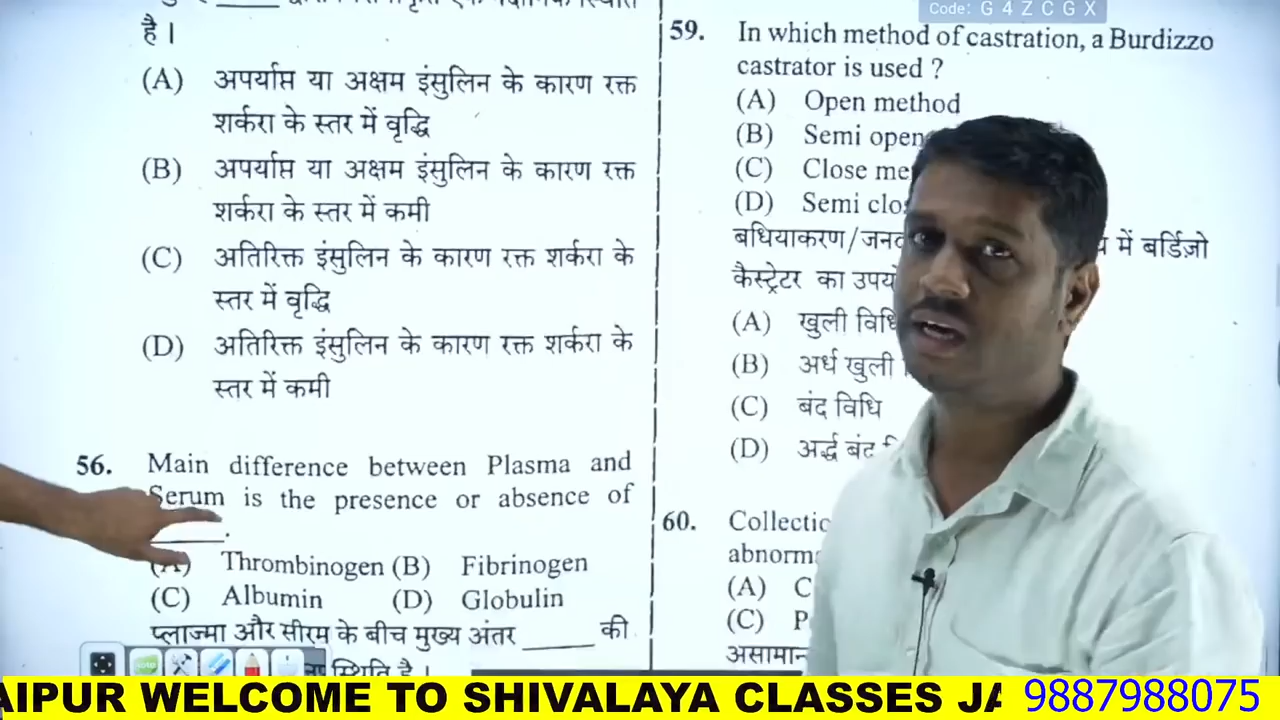 है ।
(A) अपर्याप्त या अक्षम इंसुलिन के कारण रक्त
शर्करा के स्तर में वृद्धि
(B) अपर्याप्त या अक्षम इंसुलिन के कारण रक्त
शर्करा के स्तर में कमी
(C) अतिरिक्त इंसुलिन के कारण रक्त शर्करा के
स्तर में वृद्धि
(D) अतिरिक्त इंसुलिन के कारण रक्त शर्करा के
स्तर में कमी
56. Main difference between Plasma and
Serum is the presence or absence of
_____.
(A) Thrombinogen (B) Fibrinogen
(C) Albumin (D) Globulin
प्लाज्मा और सीरम के बीच मुख्य अंतर _____ की
स्थिति है ।
Code: G 4 Z C G X
59. In which method of castration, a Burdizzo
castrator is used ?
(A) Open method
(B) Semi open
(C) Close me
(D) Semi clo
बधियाकरण/जन में बर्डिज़ो
कैस्ट्रेटर का उपय
(A) खुली विधि
(B) अर्ध खुली
(C) बंद विधि
(D) अर्द्ध बंद
60. Collectio
abnorm
(A) C
(C) P
असामान
AIPUR WELCOME TO SHIVALAYA CLASSES JA 9887988075